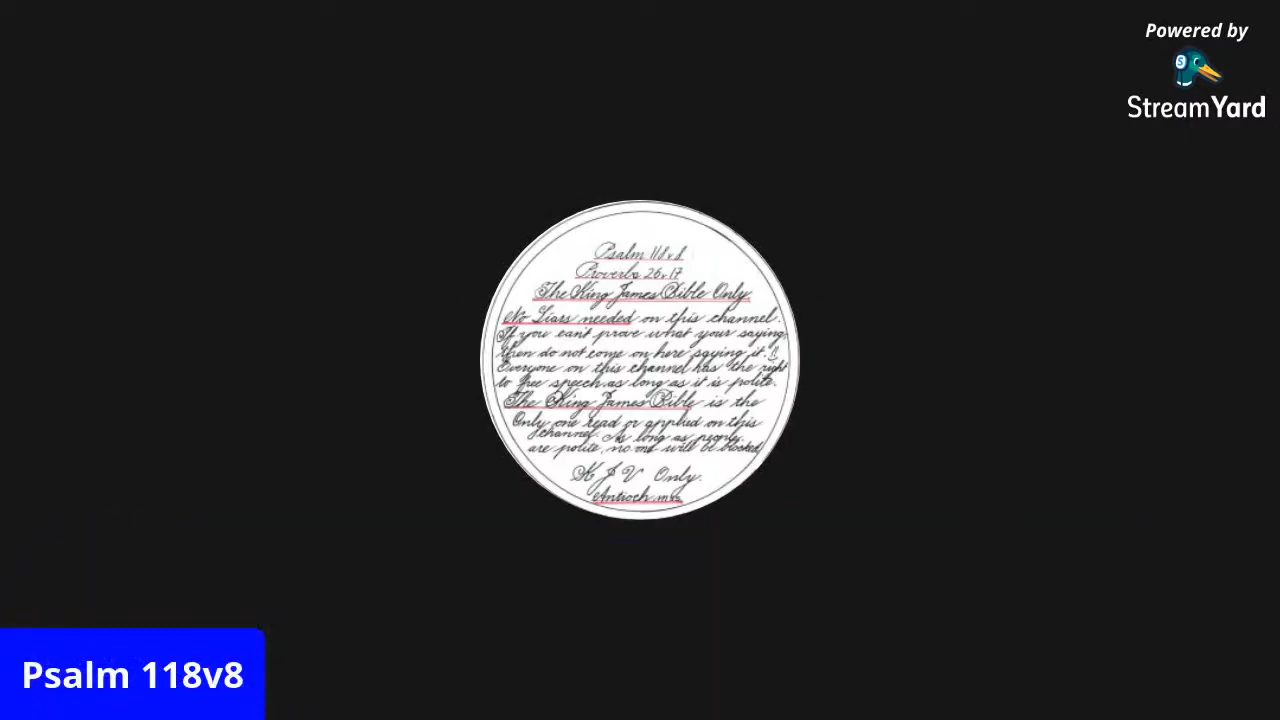 Powered by
StreamYard
Psalm 118v8
Proverbs 26v17
The King James Bible Only
No Liars needed on this channel.
If you can't prove what your saying
then do not come on here saying it. !!
Everyone on this channel has the right
to free speech as long as it is polite.
The King James Bible is the
Only one read or applied on this
channel. As long as people
are polite, no one will be blocked
K J V Only.
Antioch
Psalm 118v8